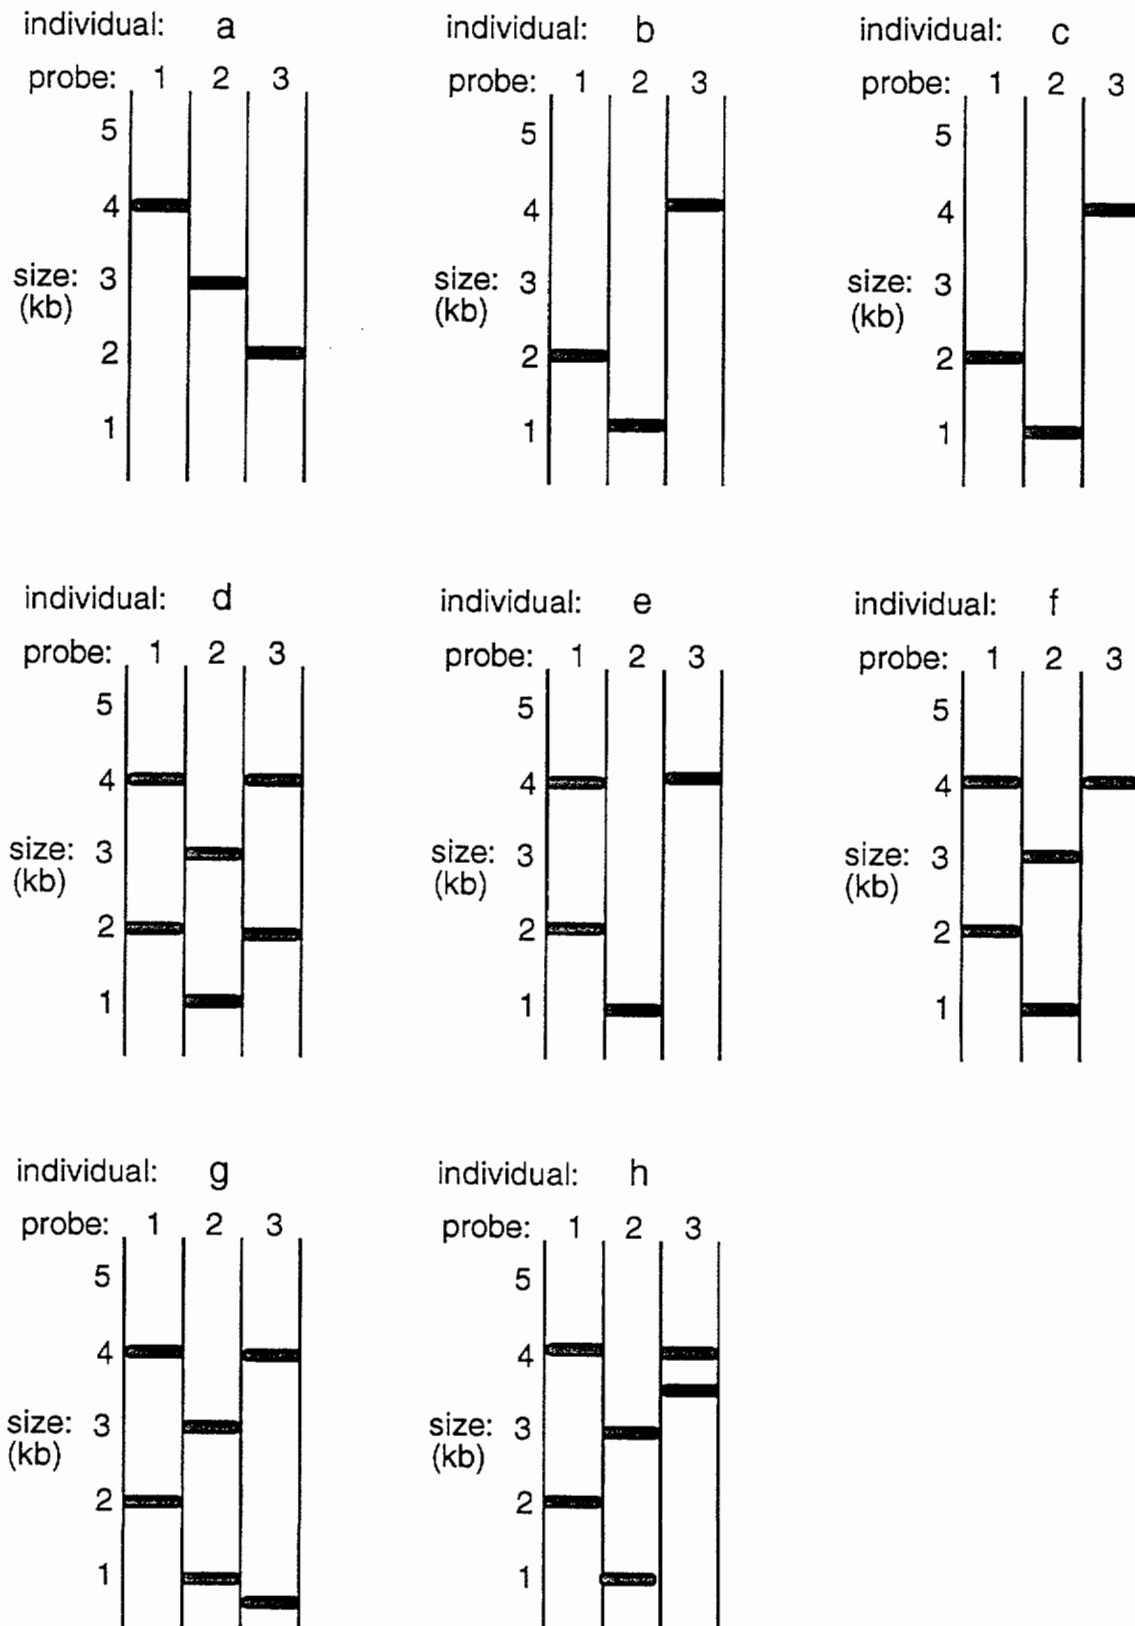 individual: a
probe: 1 2 3
5
4
size: 3
(kb)
2
1
individual: b
probe: 1 2 3
5
4
size: 3
(kb)
2
1
individual: c
probe: 1 2 3
5
4
size: 3
(kb)
2
1
individual: d
probe: 1 2 3
5
4
size: 3
(kb)
2
1
individual: e
probe: 1 2 3
5
4
size: 3
(kb)
2
1
individual: f
probe: 1 2 3
5
4
size: 3
(kb)
2
1
individual: g
probe: 1 2 3
5
4
size: 3
(kb)
2
1
individual: h
probe: 1 2 3
5
4
size: 3
(kb)
2
1